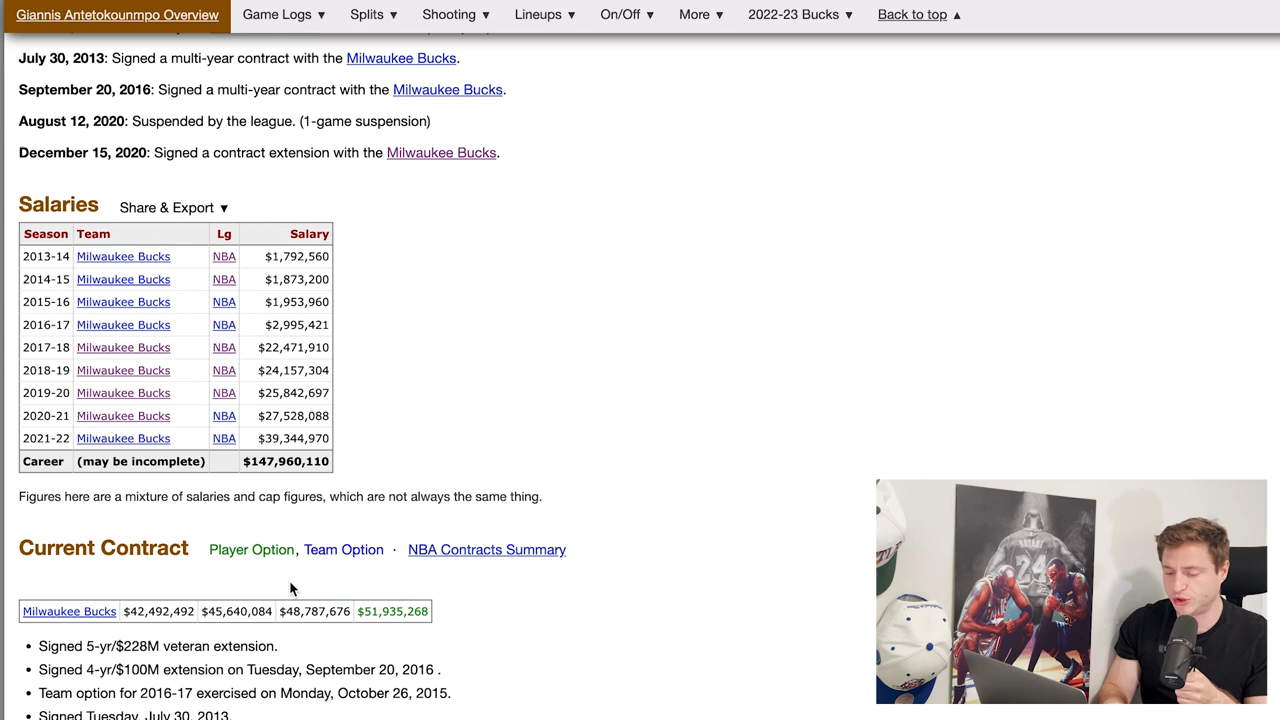 Giannis Antetokounmpo Overview Game Logs ▼ Splits ▼ Shooting ▼ Lineups ▼ On/Off ▼ More ▼ 2022-23 Bucks ▼ Back to top ▲
July 30, 2013: Signed a multi-year contract with the Milwaukee Bucks.
September 20, 2016: Signed a multi-year contract with the Milwaukee Bucks.
August 12, 2020: Suspended by the league. (1-game suspension)
December 15, 2020: Signed a contract extension with the Milwaukee Bucks.
Salaries Share & Export ▼
Season Team Lg Salary
2013-14 Milwaukee Bucks NBA $1,792,560
2014-15 Milwaukee Bucks NBA $1,873,200
2015-16 Milwaukee Bucks NBA $1,953,960
2016-17 Milwaukee Bucks NBA $2,995,421
2017-18 Milwaukee Bucks NBA $22,471,910
2018-19 Milwaukee Bucks NBA $24,157,304
2019-20 Milwaukee Bucks NBA $25,842,697
2020-21 Milwaukee Bucks NBA $27,528,088
2021-22 Milwaukee Bucks NBA $39,344,970
Career (may be incomplete) $147,960,110
Figures here are a mixture of salaries and cap figures, which are not always the same thing.
Current Contract Player Option, Team Option · NBA Contracts Summary
Milwaukee Bucks $42,492,492 $45,640,084 $48,787,676 $51,935,268
• Signed 5-yr/$228M veteran extension.
• Signed 4-yr/$100M extension on Tuesday, September 20, 2016 .
• Team option for 2016-17 exercised on Monday, October 26, 2015.
• Signed Tuesday, July 30, 2013.
BRYANT
24